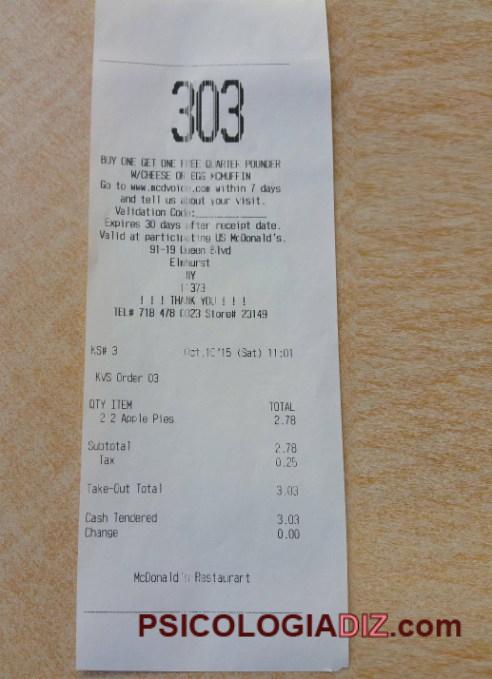 303
BUY ONE GET ONE FREE QUARTER POUNDER
W/CHEESE OR EGG MCMUFFIN
Go to www.mcdvoice.com within 7 days
and tell us about your visit.
Validation Code:____________
Expires 30 days after receipt date.
Valid at participating US McDonald's.
91-19 Queen Blvd
Elmhurst
NY
11373
! ! ! THANK YOU ! ! !
TEL# 718 478 0023 Store# 23149
KS# 3 '15 (Sat) 11:01
KVS Order 03
QTY ITEM TOTAL
2 2 Apple Pies 2.78
Subtotal 2.78
Tax 0.25
Take-Out Total 3.03
Cash Tendered 3.03
Change 0.00
McDonald's Restaurart
PSICOLOGIADIZ.com